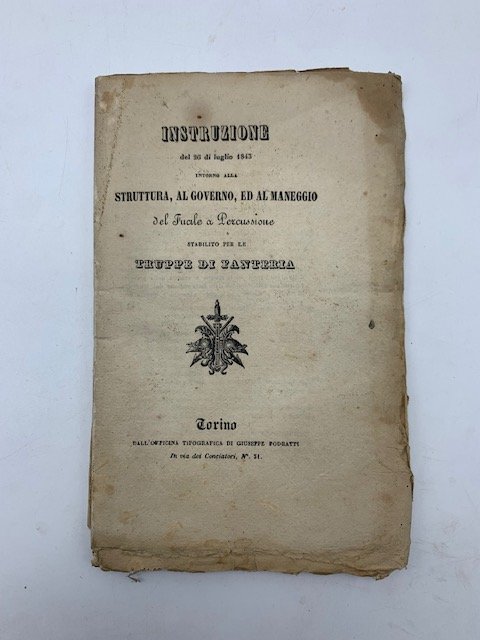 INSTRUZIONE
del 26 di luglio 1843
INTORNO ALLA
STRUTTURA, AL GOVERNO, ED AL MANEGGIO
del Fucile a Percussione
STABILITO PER LE
TRUPPE DI FANTERIA
Torino
DALL'OFFICINA TIPOGRAFICA DI GIUSEPPE FODRATTI
In via dei Conciatori, N.º 31.